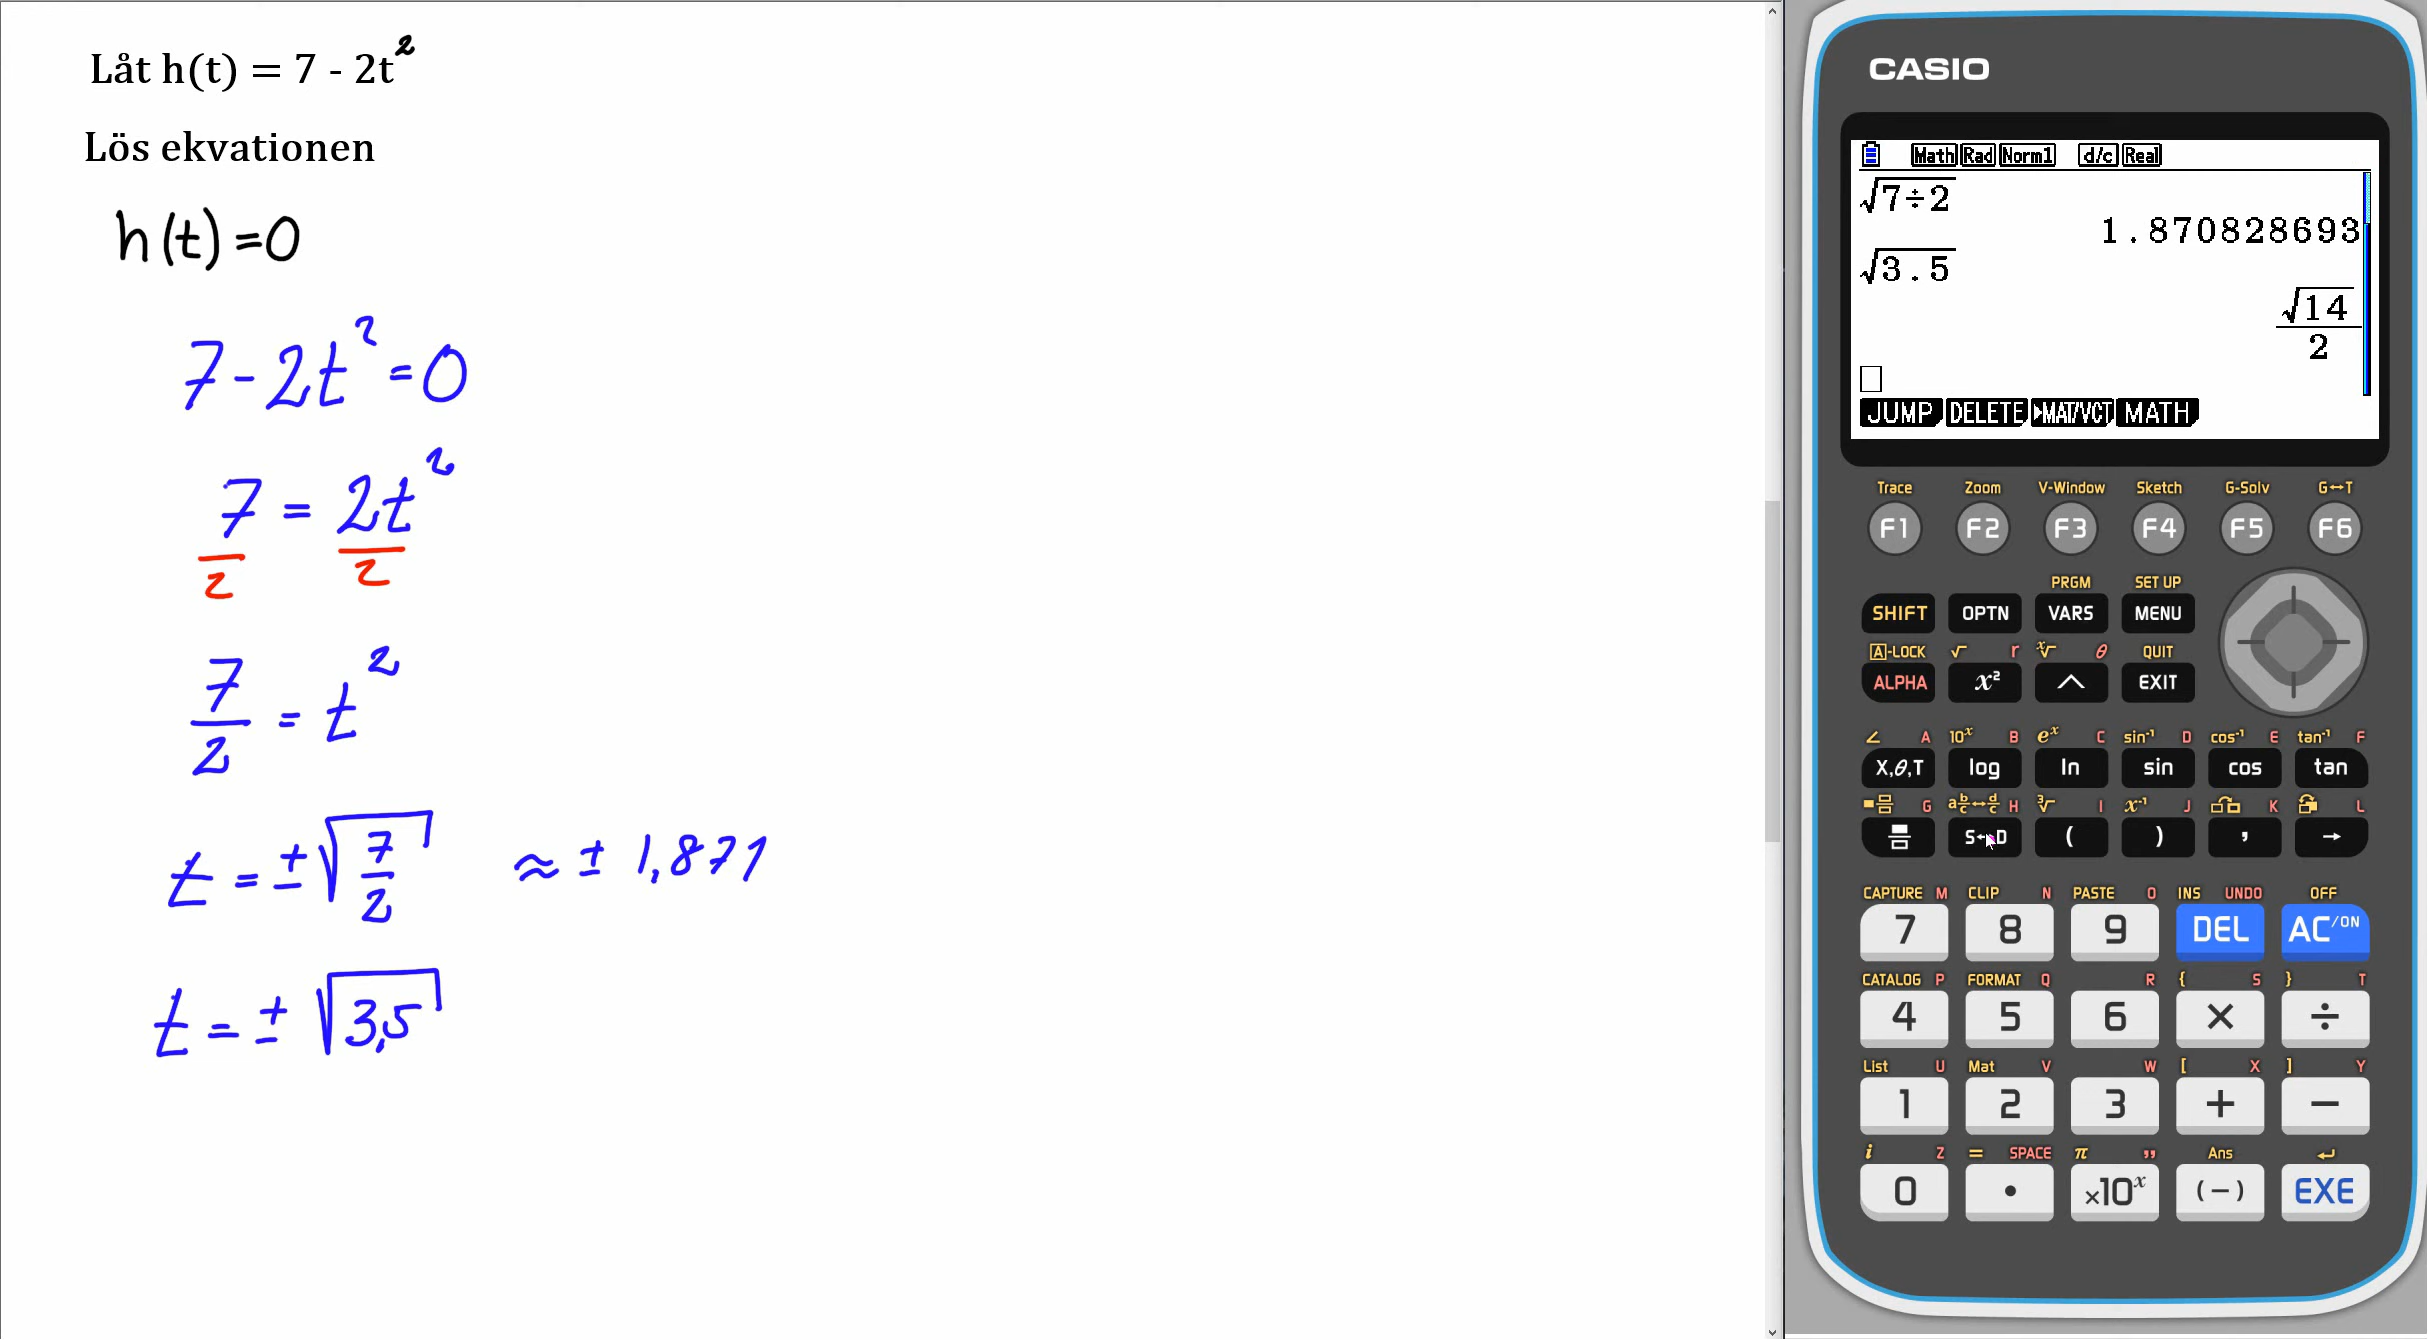 Låt h(t) = 7 - 2t²
Lös ekvationen
h(t)=0
7-2t²=0
7 = 2t²
2 2
7/2 = t²
t = ± √(7/2) ≈ ± 1,871
t = ± √3,5
CASIO
Math Rad Norm1 d/c Real
√7÷2
1.870828693
√3.5
√14
2
JUMP DELETE ▶MAT/VCT MATH
Trace Zoom V-Window Sketch G-Solv G↔T
F1 F2 F3 F4 F5 F6
PRGM SET UP
SHIFT OPTN VARS MENU
A-LOCK √ r ˣ√ θ QUIT
ALPHA x² ^ EXIT
∠ A 10ˣ B eˣ C sin⁻¹ D cos⁻¹ E tan⁻¹ F
X,θ,T log ln sin cos tan
G a b/c↔d/c H ³√ I x⁻¹ J K L
S↔D ( ) , →
CAPTURE M CLIP N PASTE O INS UNDO OFF
7 8 9 DEL AC/ON
CATALOG P FORMAT Q R { S } T
4 5 6 × ÷
List U Mat V W [ X ] Y
1 2 3 + −
i Z = SPACE π " Ans ↵
0 • ×10ˣ (−) EXE